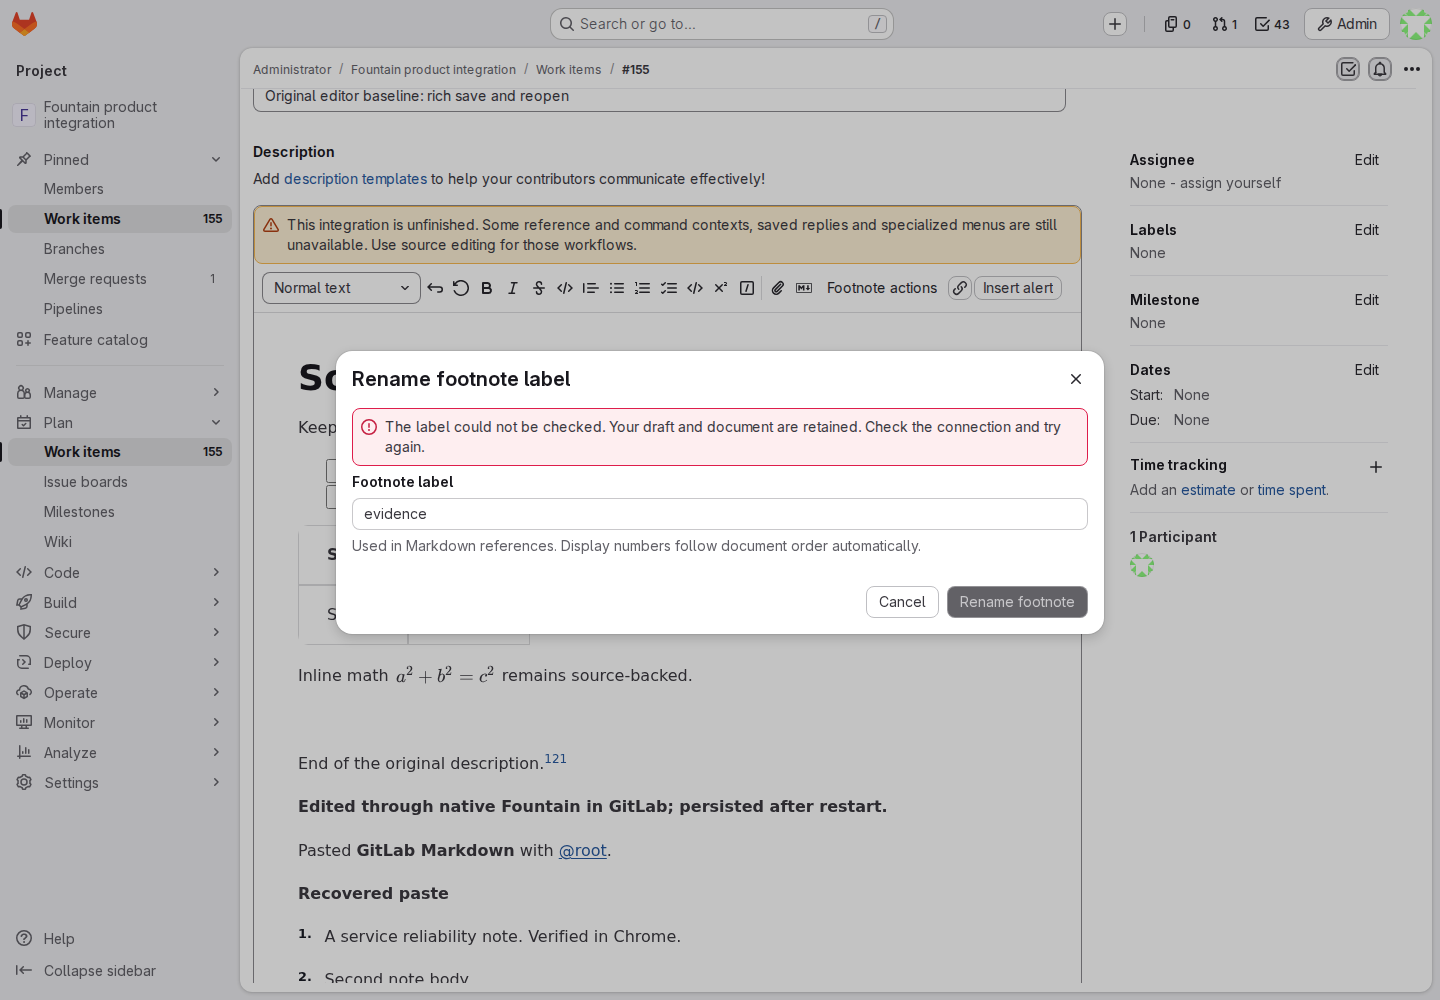 Search or go to...
/
0
1
43
Admin
Project
F
Fountain product
integration
Pinned
Members
Work items
155
Branches
Merge requests
1
Pipelines
Feature catalog
Manage
Plan
Work items
155
Issue boards
Milestones
Wiki
Code
Build
Secure
Deploy
Operate
Monitor
Analyze
Settings
Help
Collapse sidebar
Administrator / Fountain product integration / Work items / #155
Original editor baseline: rich save and reopen
Description
Add description templates to help your contributors communicate effectively!
This integration is unfinished. Some reference and command contexts, saved replies and specialized menus are still
unavailable. Use source editing for those workflows.
Normal text
Footnote actions
Insert alert
Keep
Rename footnote label
The label could not be checked. Your draft and document are retained. Check the connection and try
again.
Footnote label
evidence
Used in Markdown references. Display numbers follow document order automatically.
Cancel
Rename footnote
Inline math a² + b² = c² remains source-backed.
End of the original description.¹²¹
Edited through native Fountain in GitLab; persisted after restart.
Pasted GitLab Markdown with @root.
Recovered paste
1. A service reliability note. Verified in Chrome.
2. Second note body
Assignee
Edit
None - assign yourself
Labels
Edit
None
Milestone
Edit
None
Dates
Edit
Start: None
Due: None
Time tracking
Add an estimate or time spent.
1 Participant